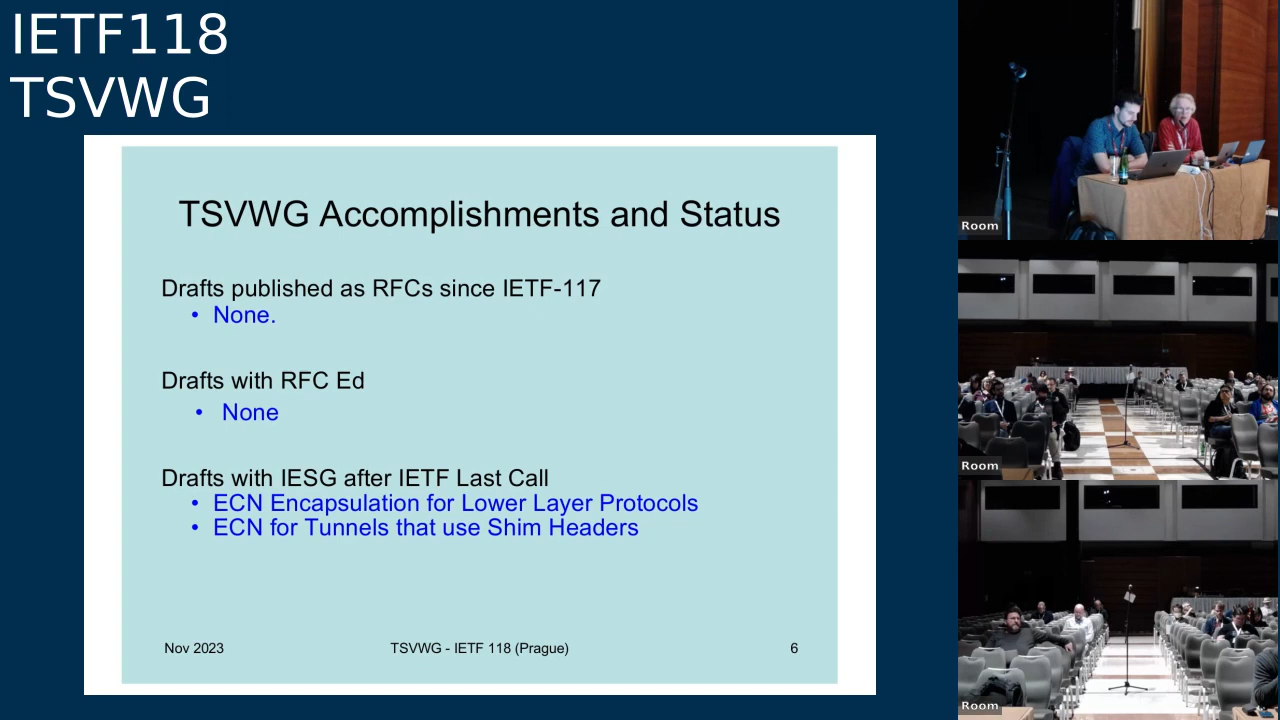 IETF118
TSVWG
TSVWG Accomplishments and Status
Drafts published as RFCs since IETF-117
• None.
Drafts with RFC Ed
• None
Drafts with IESG after IETF Last Call
• ECN Encapsulation for Lower Layer Protocols
• ECN for Tunnels that use Shim Headers
Nov 2023
TSVWG - IETF 118 (Prague)
6
Room
Room
Room